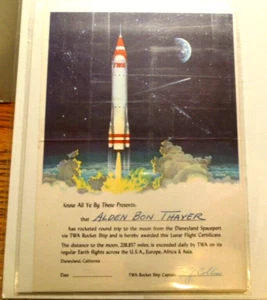 TWA
Know All Ye By These Presents:
that ALDEN BON THAYER
has rocketed round trip to the moon from the Disneyland Spaceport
via TWA Rocket Ship and is hereby awarded this Lunar Flight Certificate.
The distance to the moon, 238,857 miles, is exceeded daily by TWA on its
regular Earth flights across the U.S.A., Europe, Africa & Asia.
Disneyland, California
Date TWA Rocket Ship Captain